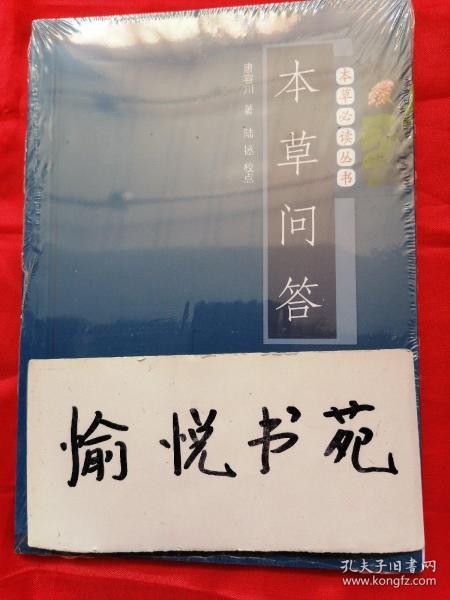 本草必读丛书
本草问答
唐容川 著 陆拯 校点
愉悦书苑
孔夫子旧书网
www.kongfz.com